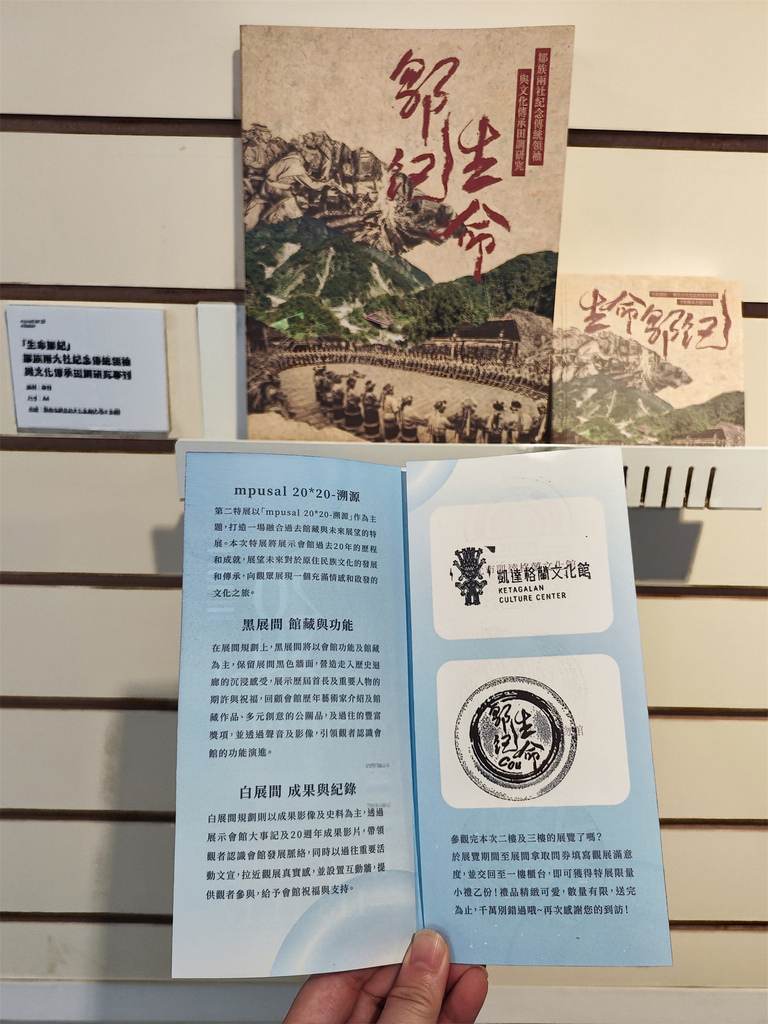 鄒族兩社紀念傳統領袖
與文化傳承田調研究
鄒
紀
生
命
生命鄒紀
「生命鄒紀」
鄒族兩大社紀念傳統領袖
與文化傳承田調研究專刊
mpusal 20*20-溯源
第二特展以「mpusal 20*20-溯源」作為主
題，打造一場融合過去館藏與未來展望的特
展。本次特展將展示會館過去20年的歷程
和成就，展望未來對於原住民族文化的發展
和傳承，向觀眾展現一個充滿情感和啟發的
文化之旅。
黑展間 館藏與功能
在展間規劃上，黑展間將以會館功能及館藏
為主，保留展間黑色牆面，營造走入歷史迴
廊的沉浸感受，展示歷屆首長及重要人物的
期許與祝福，回顧會館歷年藝術家介紹及館
藏作品、多元創意的公關品，及過往的豐富
獎項，並透過聲音及影像，引領觀者認識會
館的功能演進。
白展間 成果與紀錄
白展間規劃則以成果影像及史料為主，透過
展示會館大事記及20週年成果影片，帶領
觀者認識會館發展脈絡，同時以過往重要活
動文宣，拉近觀展真實感，並設置互動牆，提
供觀者參與，給予會館祝福與支持。
凱達格蘭文化館
KETAGALAN
CULTURE CENTER
鄒紀
生命
cou
參觀完本次二樓及三樓的展覽了嗎？
於展覽期間至展間拿取問券填寫觀展滿意
度，並交回至一樓櫃台，即可獲得特展限量
小禮乙份！禮品精緻可愛，數量有限，送完
為止，千萬別錯過哦~再次感謝您的到訪！